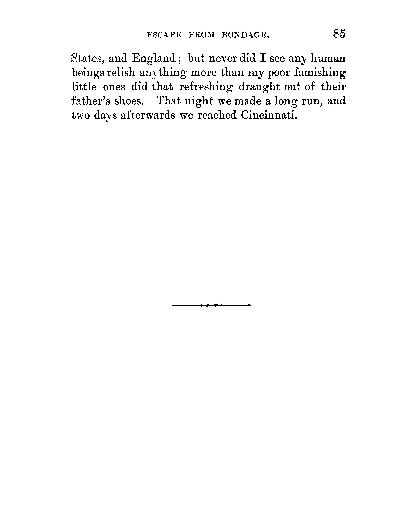 ESCAPE FROM BONDAGE. 85
States, and England; but never did I see any human
beings relish anything more than my poor famishing
little ones did that refreshing draught out of their
father's shoes. That night we made a long run, and
two days afterwards we reached Cincinnati.